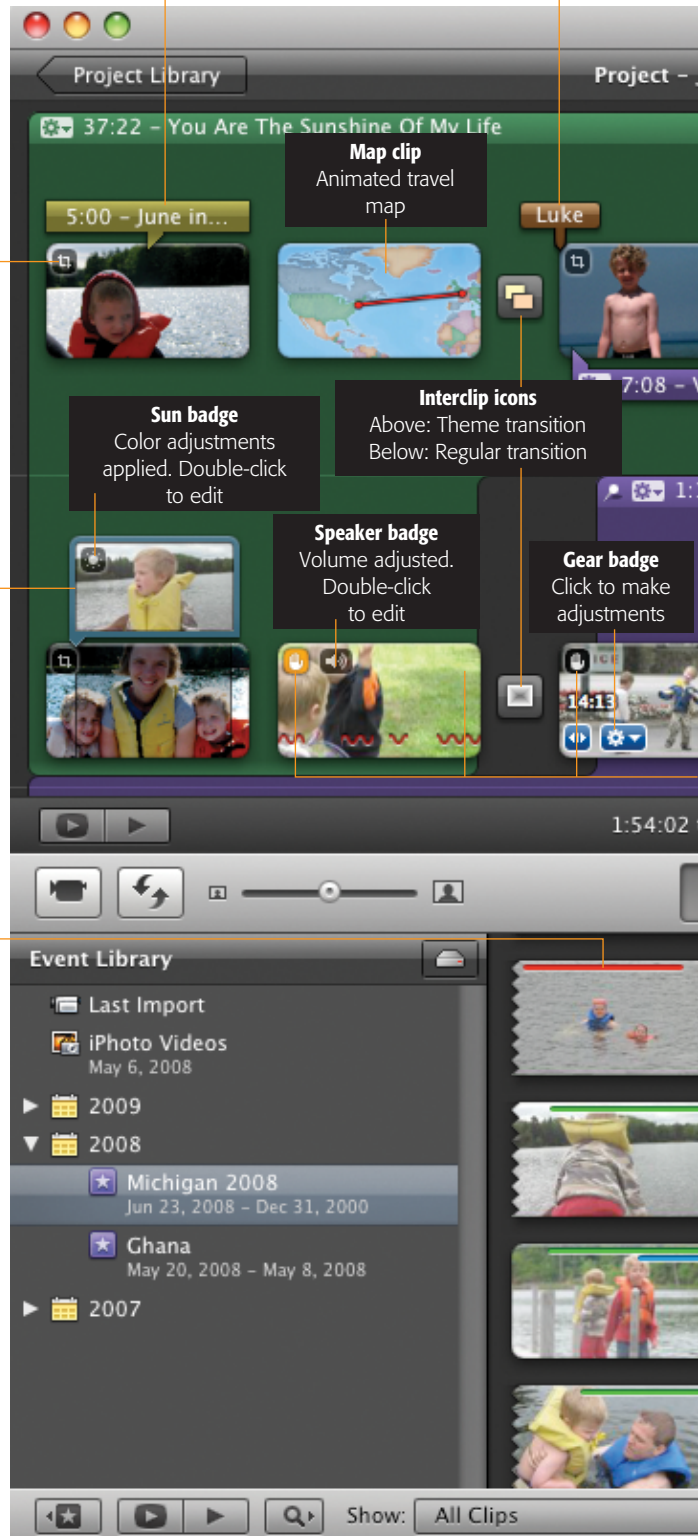 Project Library
Project –
37:22 – You Are The Sunshine Of My Life
Map clip
Animated travel
map
5:00 – June in...
Luke
7:08 –
Interclip icons
Above: Theme transition
Below: Regular transition
Sun badge
Color adjustments
applied. Double-click
to edit
Speaker badge
Volume adjusted.
Double-click
to edit
Gear badge
Click to make
adjustments
14:13
1:54:02
Event Library
Last Import
iPhoto Videos
May 6, 2008
2009
2008
Michigan 2008
Jun 23, 2008 – Dec 31, 2000
Ghana
May 20, 2008 – May 8, 2008
2007
Show: All Clips